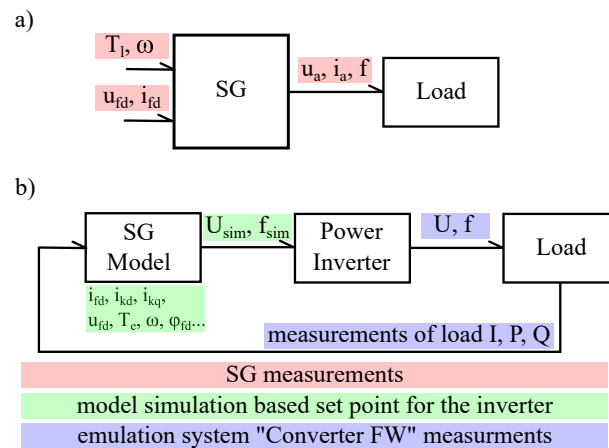 a)
T_l, ω
u_fd, i_fd
SG
u_a, i_a, f
Load
b)
SG
Model
U_sim, f_sim
Power
Inverter
U, f
Load
i_fd, i_kd, i_kq,
u_fd, T_e, ω, φ_fd...
measurements of load I, P, Q
SG measurements
model simulation based set point for the inverter
emulation system "Converter FW" measurments